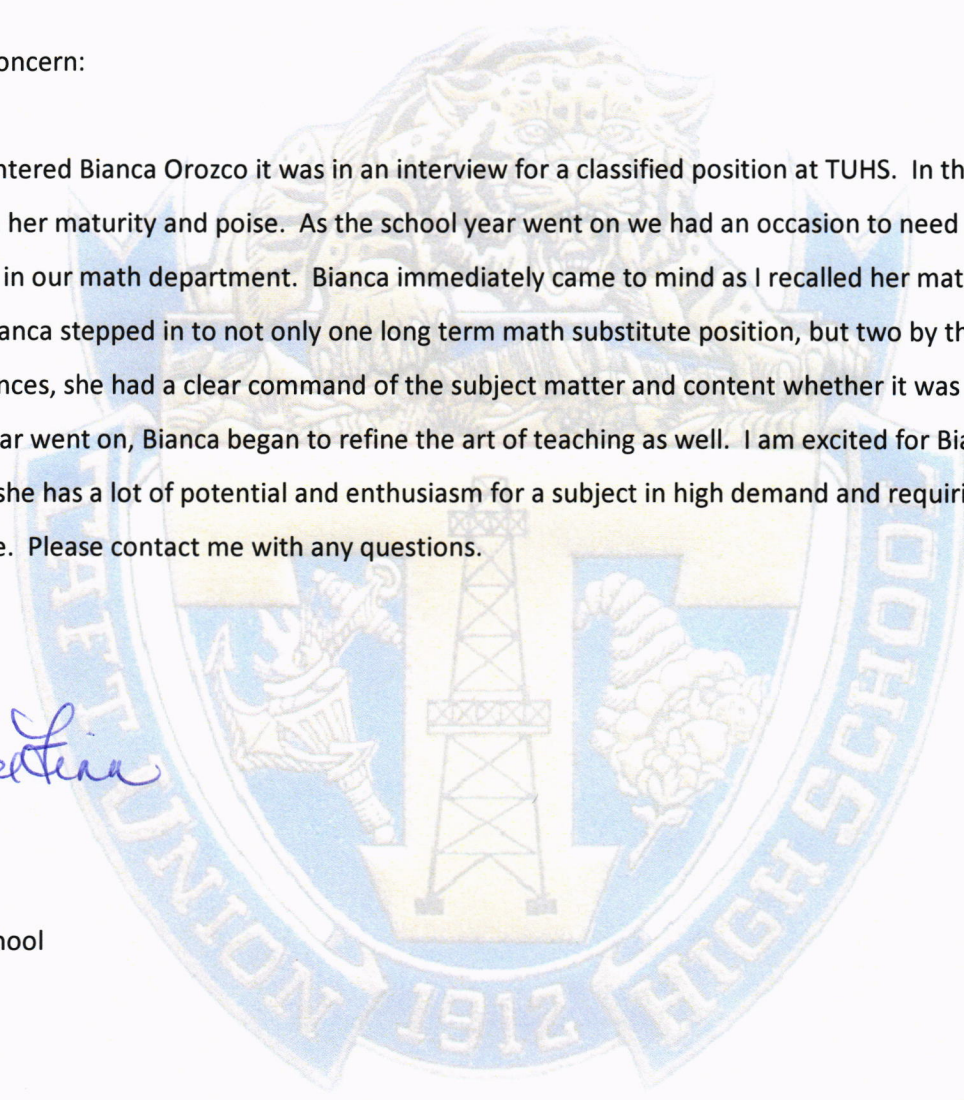 oncern:
ntered Bianca Orozco it was in an interview for a classified position at TUHS. In th
her maturity and poise. As the school year went on we had an occasion to need
in our math department. Bianca immediately came to mind as I recalled her mat
anca stepped in to not only one long term math substitute position, but two by th
nces, she had a clear command of the subject matter and content whether it was
ar went on, Bianca began to refine the art of teaching as well. I am excited for Bia
she has a lot of potential and enthusiasm for a subject in high demand and requiri
e. Please contact me with any questions.
hool
TAFT UNION HIGH SCHOOL
1912